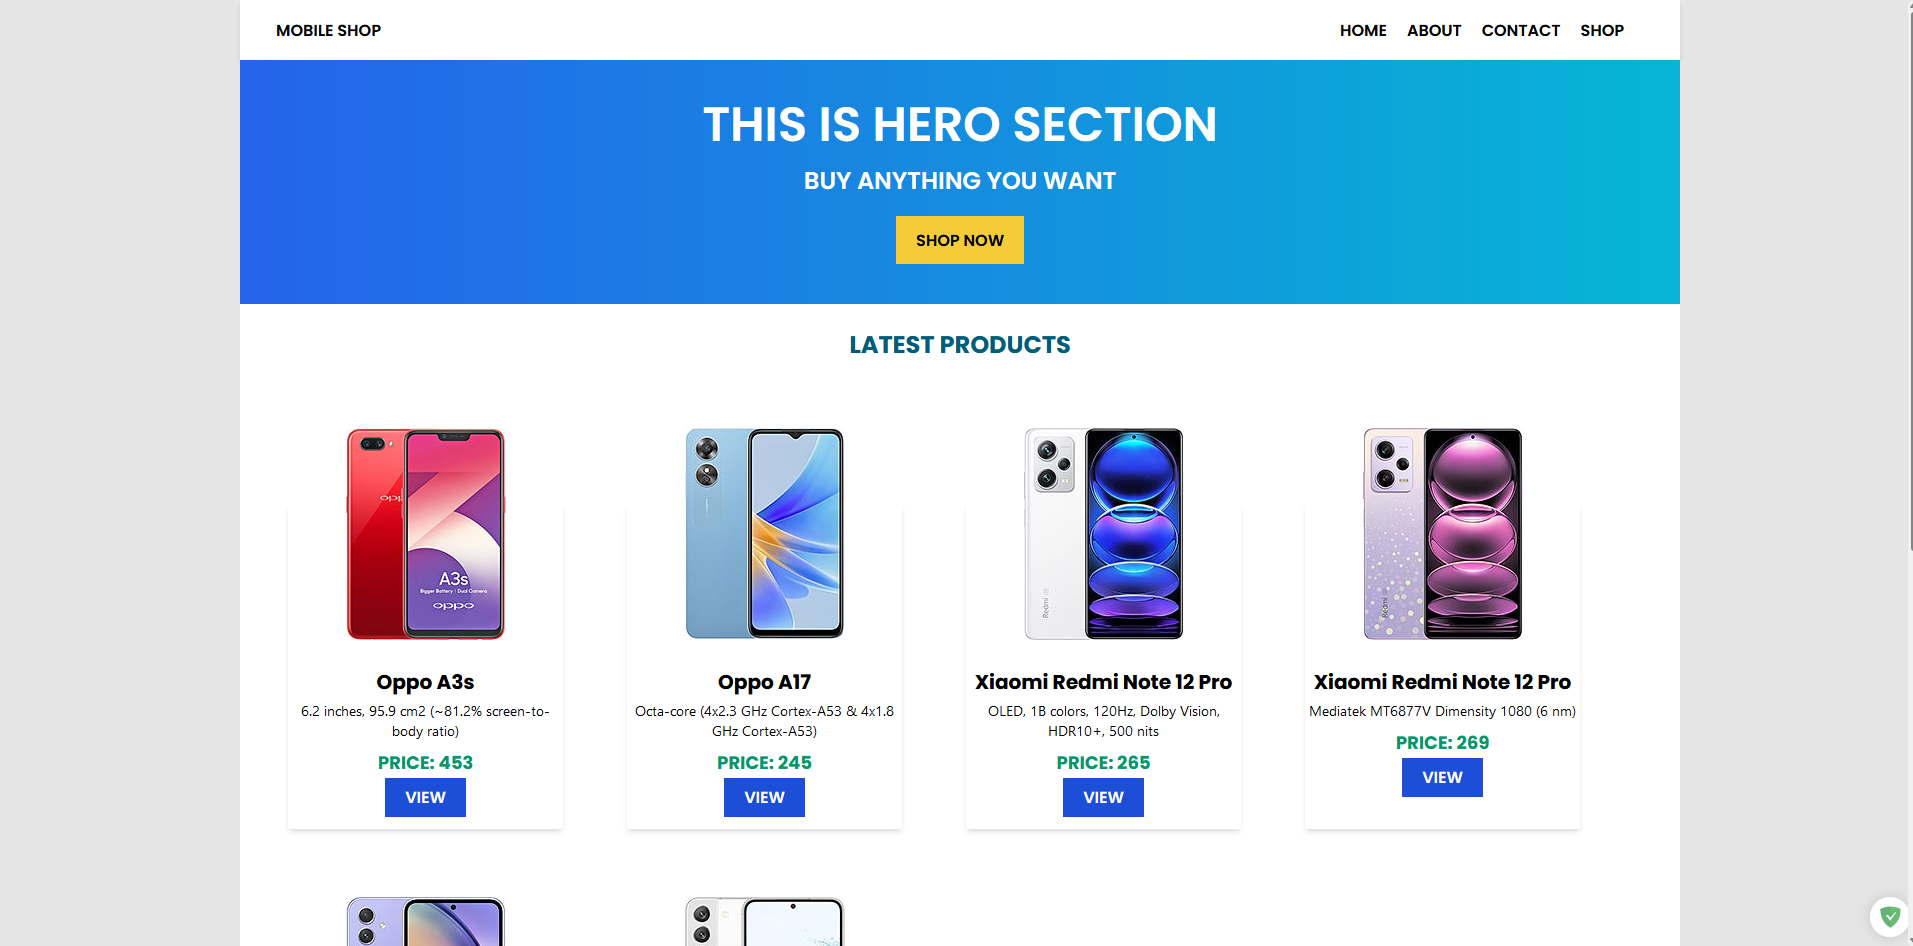 MOBILE SHOP
HOME ABOUT CONTACT SHOP
THIS IS HERO SECTION
BUY ANYTHING YOU WANT
SHOP NOW
LATEST PRODUCTS
oppo
A3s
Bigger Battery | Dual Camera
oppo
Oppo A3s
6.2 inches, 95.9 cm2 (~81.2% screen-to-
body ratio)
PRICE: 453
VIEW
Oppo A17
Octa-core (4x2.3 GHz Cortex-A53 & 4x1.8
GHz Cortex-A53)
PRICE: 245
VIEW
Redmi
Xiaomi Redmi Note 12 Pro
OLED, 1B colors, 120Hz, Dolby Vision,
HDR10+, 500 nits
PRICE: 265
VIEW
Redmi
Xiaomi Redmi Note 12 Pro
Mediatek MT6877V Dimensity 1080 (6 nm)
PRICE: 269
VIEW